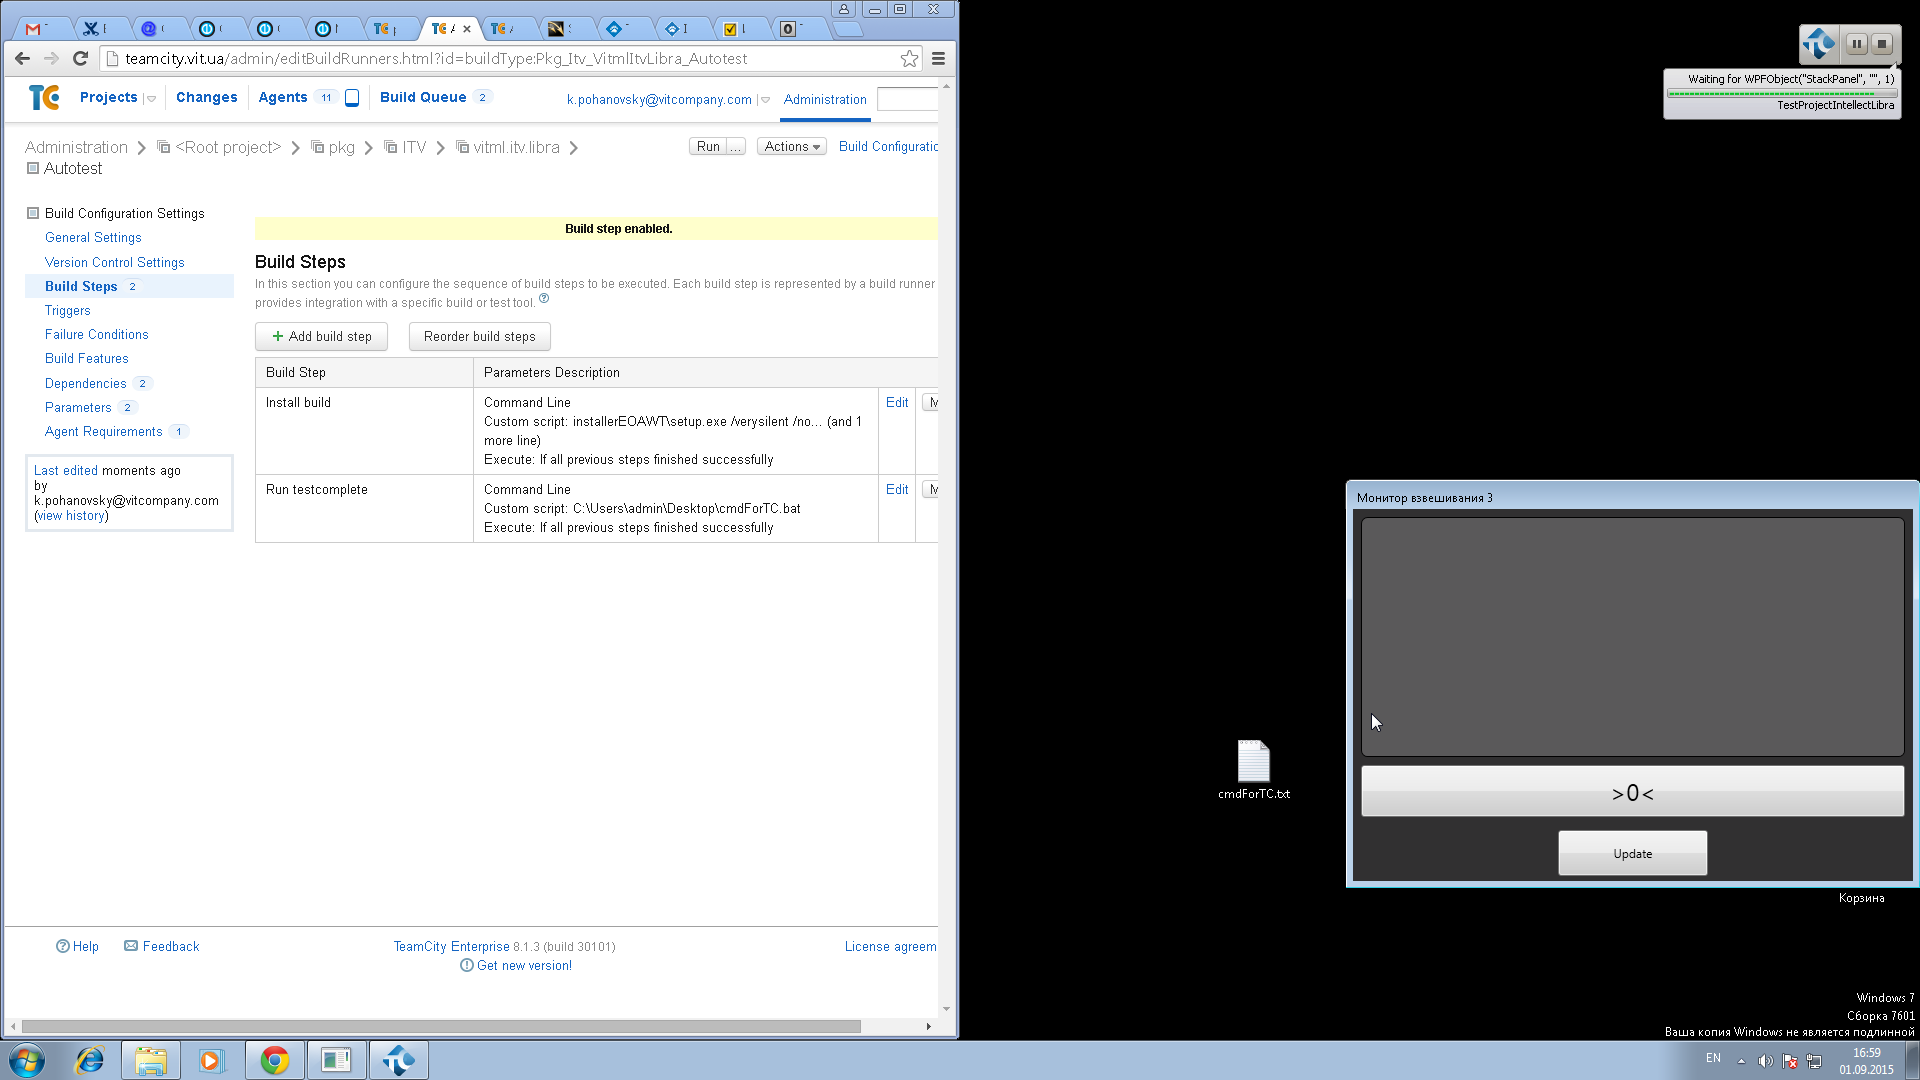 teamcity.vit.ua/admin/editBuildRunners.html?id=buildType:Pkg_Itv_VitmlItvLibra_Autotest
TC Projects Changes Agents 11 Build Queue 2 k.pohanovsky@vitcompany.com Administration
Administration <Root project> pkg ITV vitml.itv.libra
Autotest
Run ... Actions Build Configuratio
Build Configuration Settings
General Settings
Version Control Settings
Build Steps 2
Triggers
Failure Conditions
Build Features
Dependencies 2
Parameters 2
Agent Requirements 1
Last edited moments ago
by
k.pohanovsky@vitcompany.com
(view history)
Build step enabled.
Build Steps
In this section you can configure the sequence of build steps to be executed. Each build step is represented by a build runner
provides integration with a specific build or test tool.
Add build step Reorder build steps
Build Step Parameters Description
Install build Command Line Edit M
Custom script: installerEOAWT\setup.exe /verysilent /no... (and 1
more line)
Execute: If all previous steps finished successfully
Run testcomplete Command Line Edit M
Custom script: C:\Users\admin\Desktop\cmdForTC.bat
Execute: If all previous steps finished successfully
Help Feedback TeamCity Enterprise 8.1.3 (build 30101) License agreem
Get new version!
Waiting for WPFObject("StackPanel", "", 1)
TestProjectIntellectLibra
cmdForTC.txt
Монитор взвешивания 3
>0<
Update
Корзина
Windows 7
Сборка 7601
Ваша копия Windows не является подлинной
EN 16:59
01.09.2015